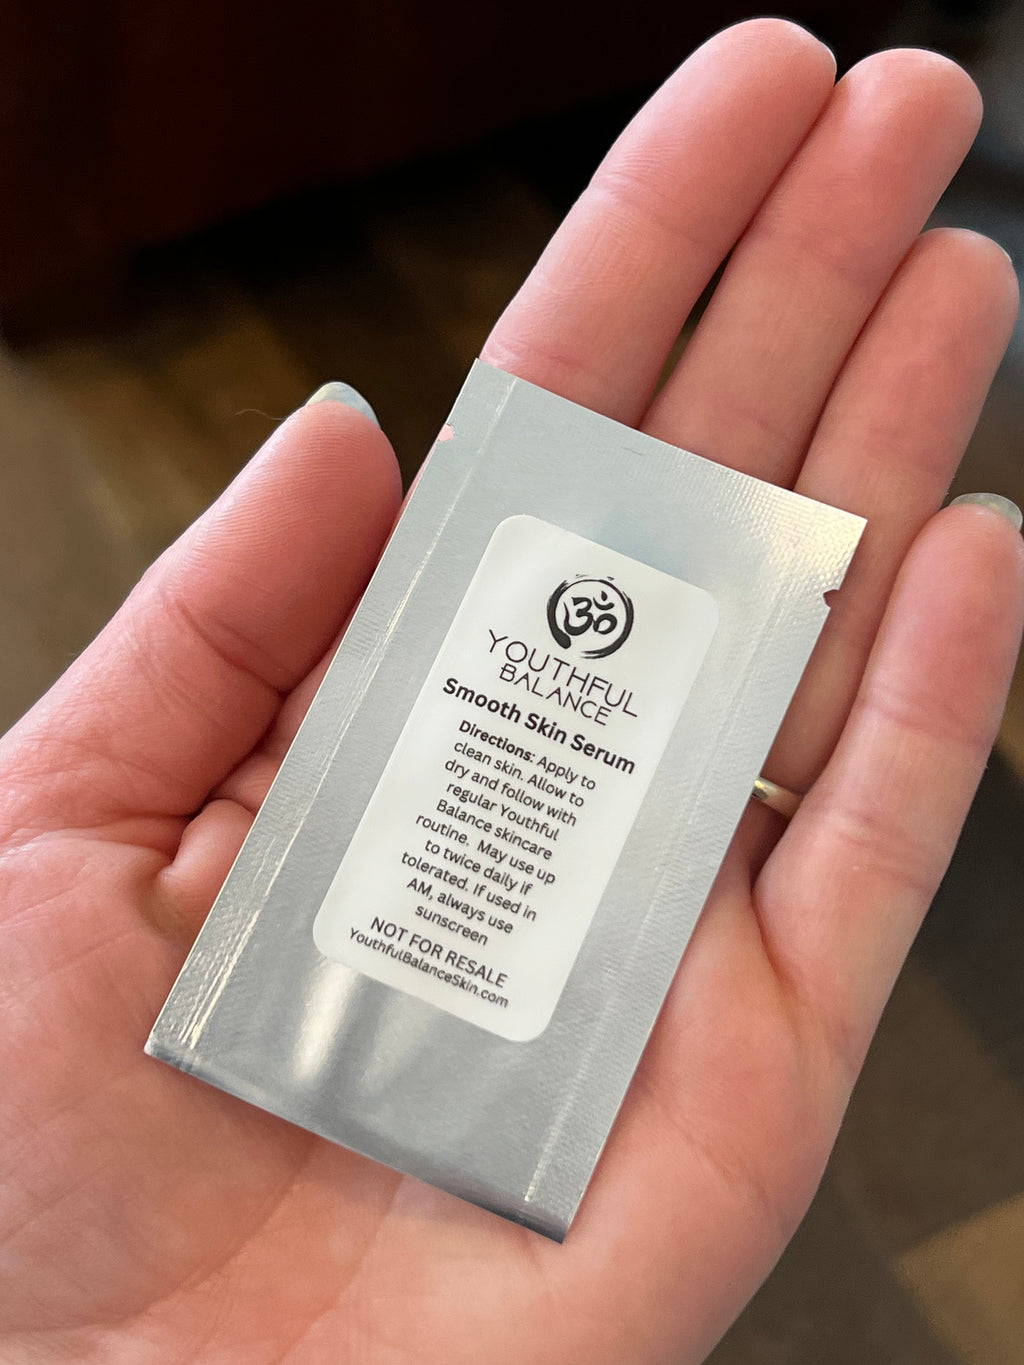 ॐ
YOUTHFUL
BALANCE
Smooth Skin Serum
Directions: Apply to
clean skin. Allow to
dry and follow with
regular Youthful
Balance skincare
routine. May use up
to twice daily if
tolerated. If used in
AM, always use
sunscreen
NOT FOR RESALE
YouthfulBalanceSkin.com